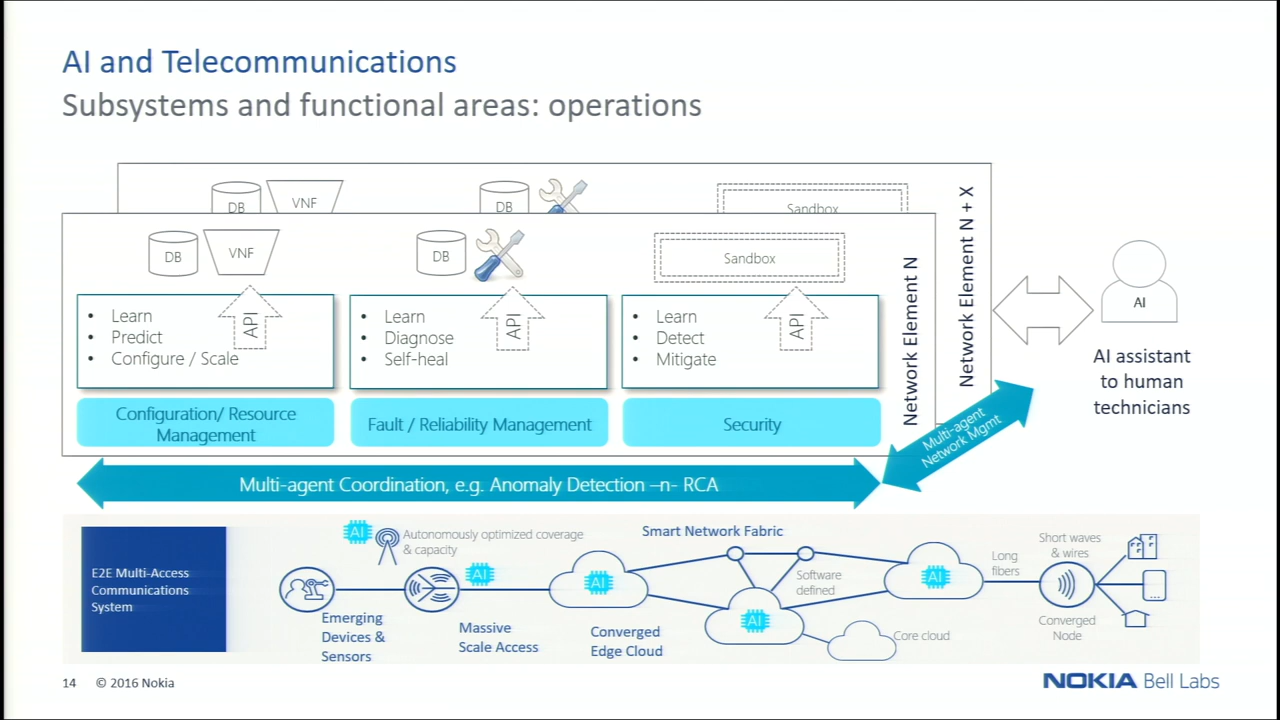 AI and Telecommunications
Subsystems and functional areas: operations
DB
VNF
DB
Sandbox
Network Element N + X
DB
VNF
DB
Sandbox
Network Element N
• Learn
• Predict
• Configure / Scale
API
• Learn
• Diagnose
• Self-heal
API
• Learn
• Detect
• Mitigate
API
AI
AI assistant
to human
technicians
Configuration/ Resource
Management
Fault / Reliability Management
Security
Multi-agent
Network Mgmt
Multi-agent Coordination, e.g. Anomaly Detection –n- RCA
E2E Multi-Access
Communications
System
AI
Autonomously optimized coverage
& capacity
Smart Network Fabric
AI
AI
AI
AI
Software
defined
Long
fibers
Short waves
& wires
Emerging
Devices &
Sensors
Massive
Scale Access
Converged
Edge Cloud
Core cloud
Converged
Node
14 © 2016 Nokia
NOKIA Bell Labs